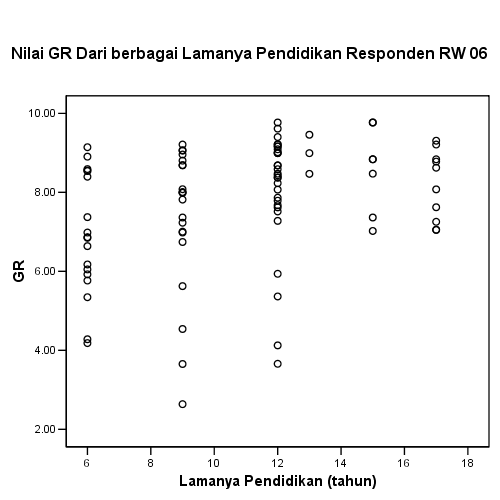 Nilai GR Dari berbagai Lamanya Pendidikan Responden RW 06
10.00
8.00
6.00
4.00
2.00
GR
6 8 10 12 14 16 18
Lamanya Pendidikan (tahun)